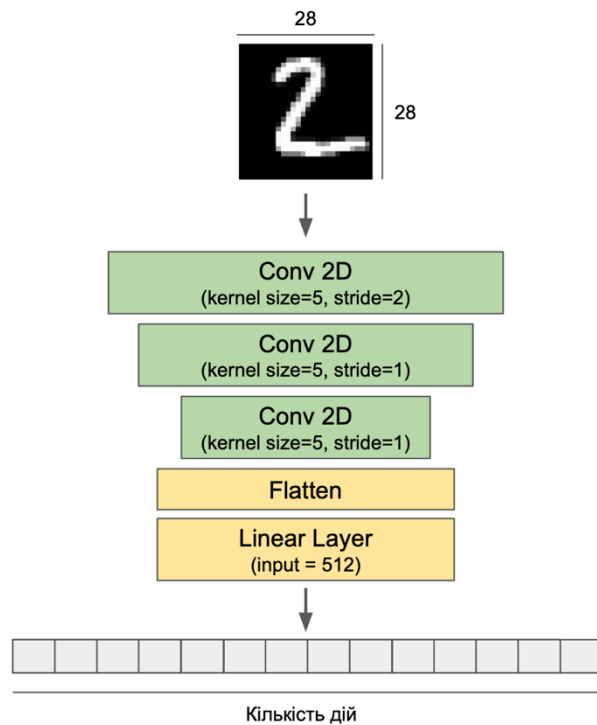 28
28
Conv 2D
(kernel size=5, stride=2)
Conv 2D
(kernel size=5, stride=1)
Conv 2D
(kernel size=5, stride=1)
Flatten
Linear Layer
(input = 512)
Кількість дій